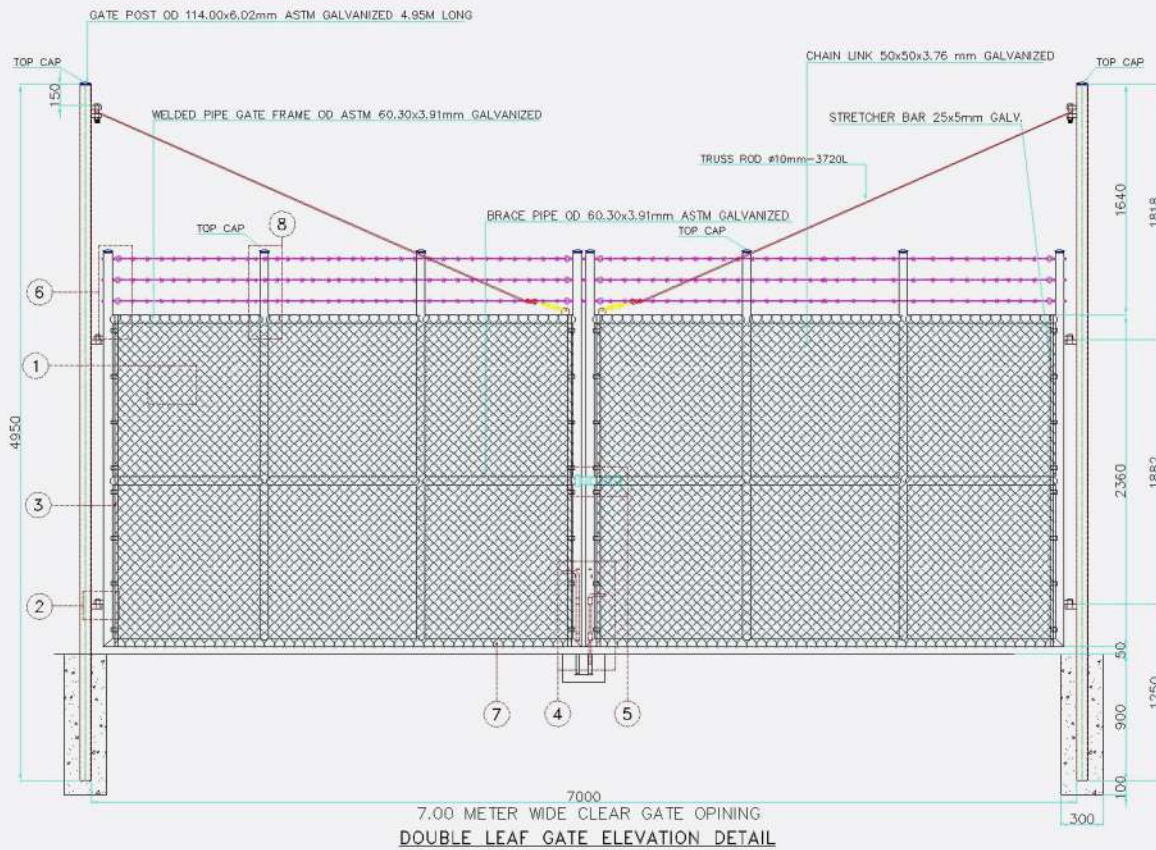 GATE POST OD 114.00x6.02mm ASTM GALVANIZED 4.95M LONG
TOP CAP
CHAIN LINK 50x50x3.76 mm GALVANIZED
TOP CAP
150
WELDED PIPE GATE FRAME OD ASTM 60.30x3.91mm GALVANIZED
STRETCHER BAR 25x5mm GALV.
TRUSS ROD ø10mm-3720L
1640
1818
BRACE PIPE OD 60.30x3.91mm ASTM GALVANIZED
TOP CAP
8
TOP CAP
6
1
4950
2360
1882
3
2
50
1250
7
4
5
900
100
7000
300
7.00 METER WIDE CLEAR GATE OPINING
DOUBLE LEAF GATE ELEVATION DETAIL